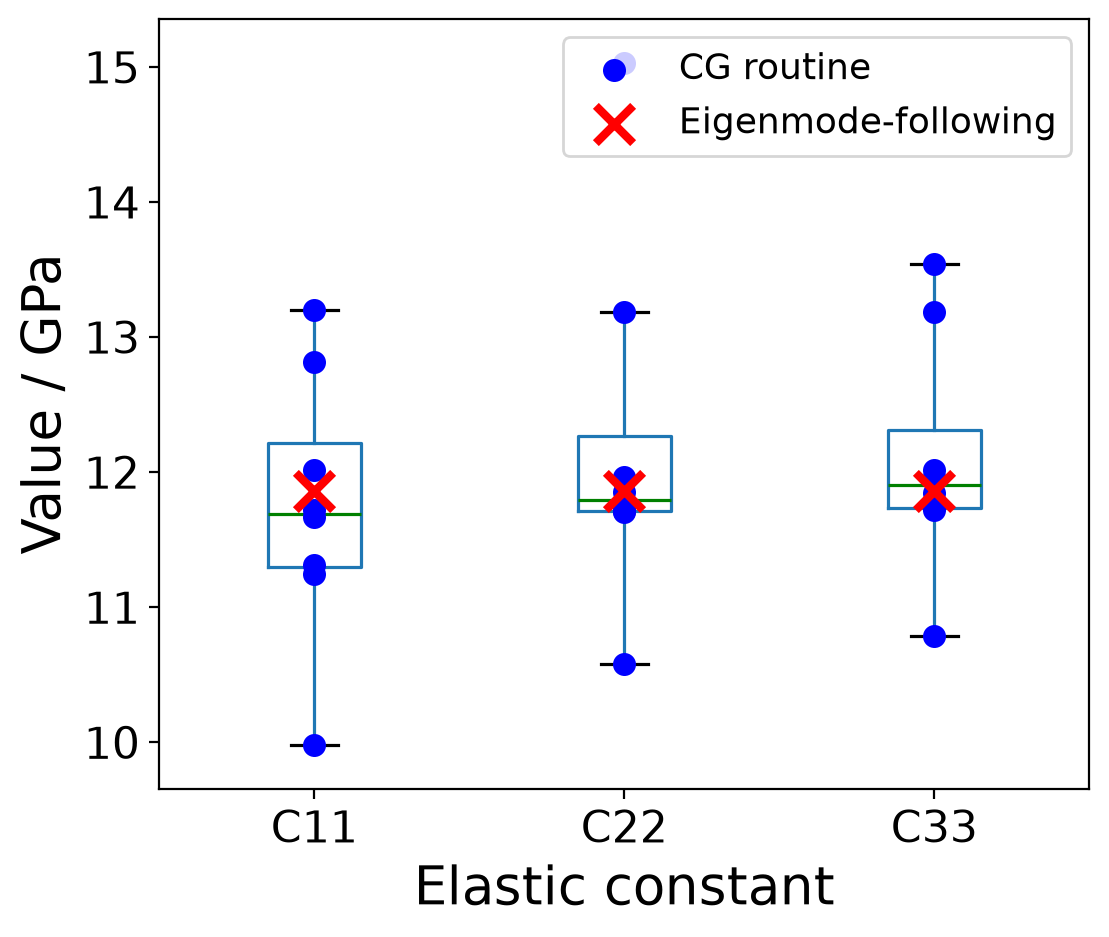 15
14
13
12
11
10
Value / GPa
CG routine
Eigenmode-following
C11
C22
C33
Elastic constant